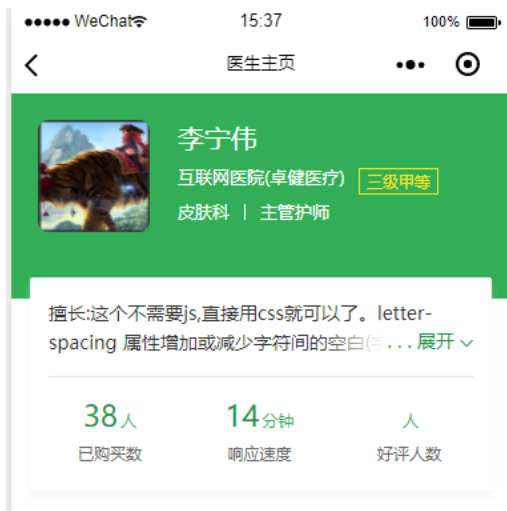 WeChat 15:37 100%
医生主页
李宁伟
互联网医院(卓健医疗) 三级甲等
皮肤科 | 主管护师
擅长:这个不需要js,直接用css就可以了。letter-
spacing 属性增加或减少字符间的空白( ...展开
38人 14分钟 人
已购买数 响应速度 好评人数